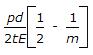 pd/2tE [1/2 - 1/m]